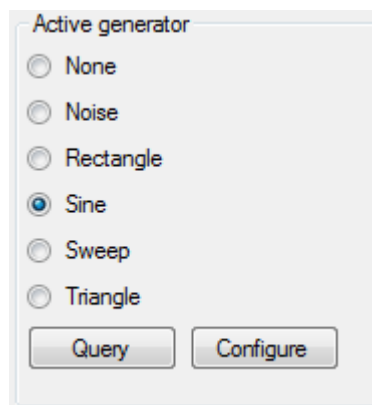 Active generator
None
Noise
Rectangle
Sine
Sweep
Triangle
Query Configure